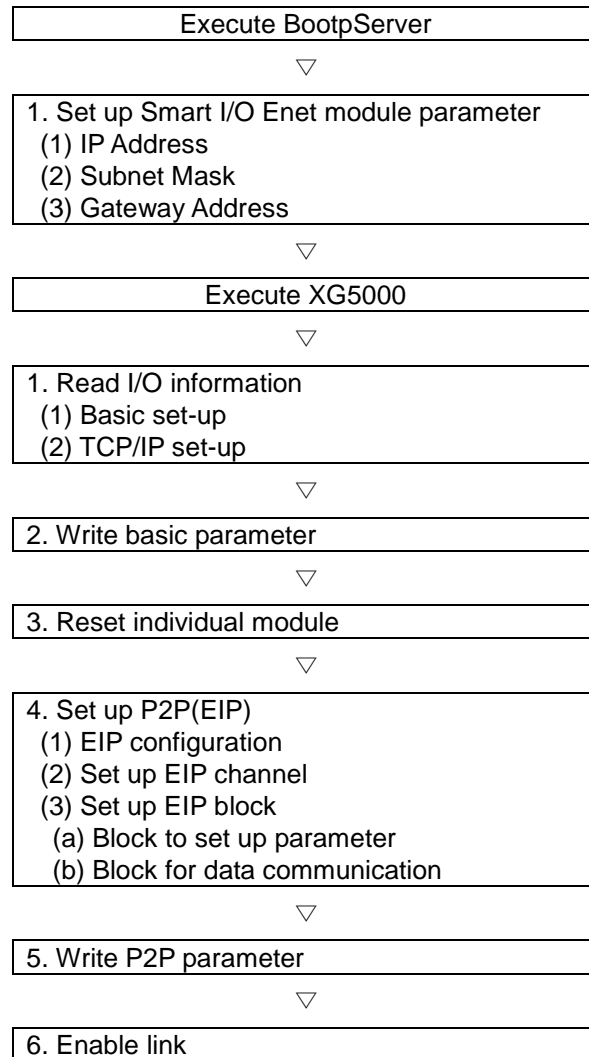 Execute BootpServer
▽
1. Set up Smart I/O Enet module parameter
(1) IP Address
(2) Subnet Mask
(3) Gateway Address
▽
Execute XG5000
▽
1. Read I/O information
(1) Basic set-up
(2) TCP/IP set-up
▽
2. Write basic parameter
▽
3. Reset individual module
▽
4. Set up P2P(EIP)
(1) EIP configuration
(2) Set up EIP channel
(3) Set up EIP block
(a) Block to set up parameter
(b) Block for data communication
▽
5. Write P2P parameter
▽
6. Enable link